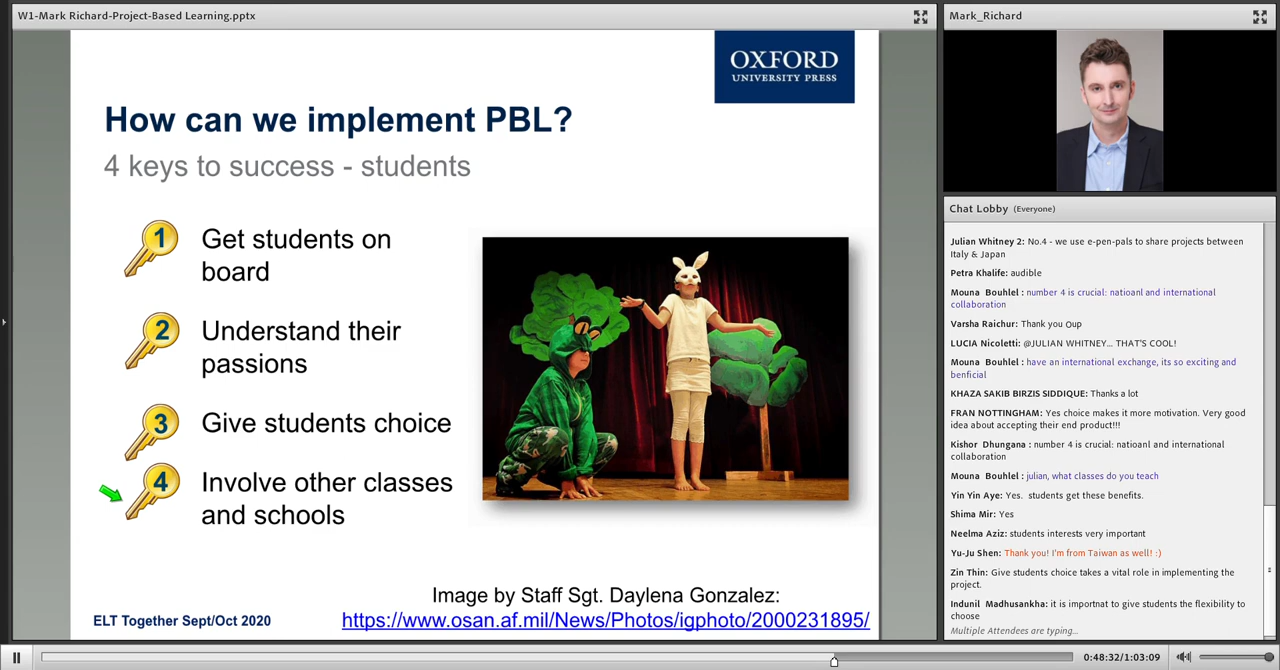 W1-Mark Richard-Project-Based Learning.pptx
OXFORD
UNIVERSITY PRESS
How can we implement PBL?
4 keys to success - students
1
Get students on
board
2
Understand their
passions
3
Give students choice
4
Involve other classes
and schools
Image by Staff Sgt. Daylena Gonzalez:
https://www.osan.af.mil/News/Photos/igphoto/2000231895/
ELT Together Sept/Oct 2020
Mark_Richard
Chat Lobby (Everyone)
Julian Whitney 2: No.4 - we use e-pen-pals to share projects between
Italy & Japan
Petra Khalife: audible
Mouna Bouhlel : number 4 is crucial: natioanl and international
collaboration
Varsha Raichur: Thank you Oup
LUCIA Nicoletti: @JULIAN WHITNEY... THAT'S COOL!
Mouna Bouhlel : have an international exchange, its so exciting and
benficial
KHAZA SAKIB BIRZIS SIDDIQUE: Thanks a lot
FRAN NOTTINGHAM: Yes choice makes it more motivation. Very good
idea about accepting their end product!!!
Kishor Dhungana : number 4 is crucial: natioanl and international
collaboration
Mouna Bouhlel : julian, what classes do you teach
Yin Yin Aye: Yes. students get these benefits.
Shima Mir: Yes
Neelma Aziz: students interests very important
Yu-Ju Shen: Thank you! I'm from Taiwan as well! :)
Zin Thin: Give students choice takes a vital role in implementing the
project.
Indunil Madhusankha: it is importnat to give students the flexibility to
choose
Multiple Attendees are typing...
0:48:32/1:03:09